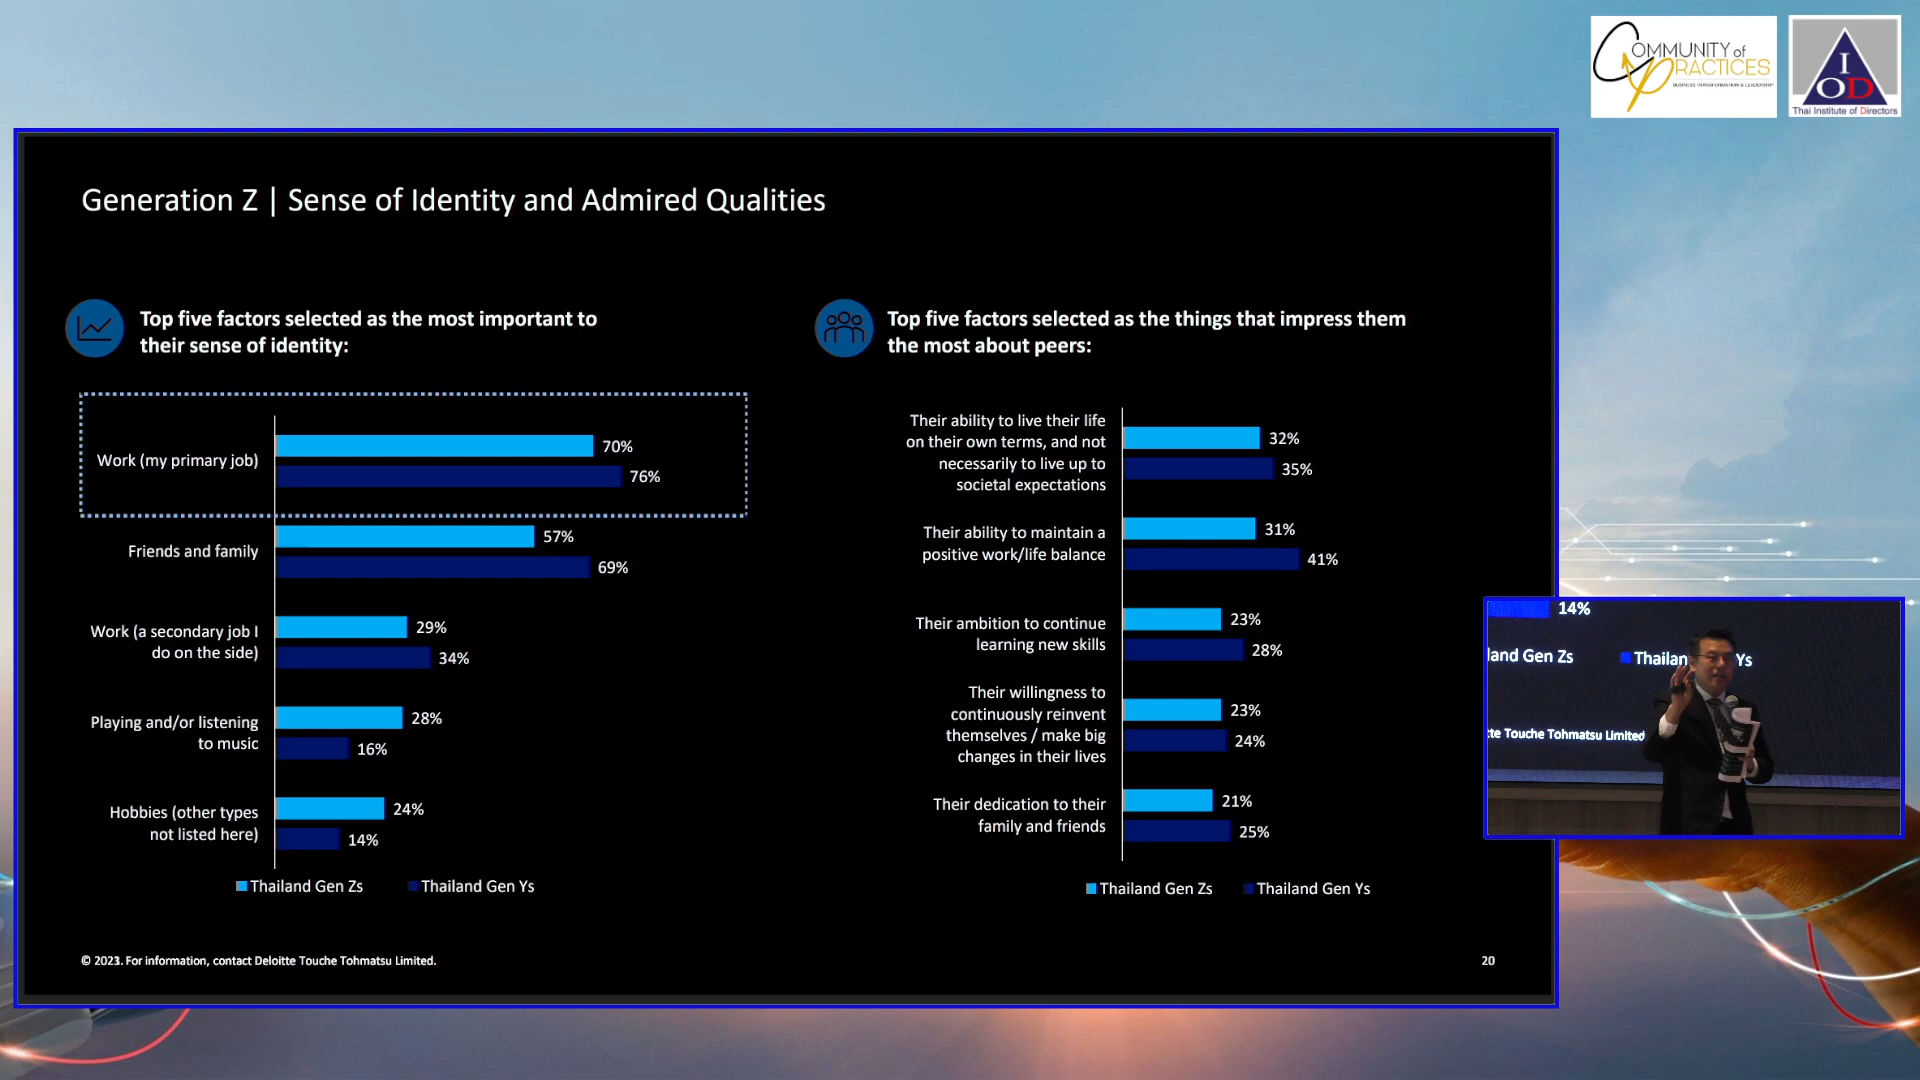 COMMUNITY of
PRACTICES
BUSINESS TRANSFORMATION & LEADERSHIP
IOD
Thai Institute of Directors
Generation Z | Sense of Identity and Admired Qualities
Top five factors selected as the most important to
their sense of identity:
Work (my primary job)
70%
76%
Friends and family
57%
69%
Work (a secondary job I
do on the side)
29%
34%
Playing and/or listening
to music
28%
16%
Hobbies (other types
not listed here)
24%
14%
Thailand Gen Zs
Thailand Gen Ys
Top five factors selected as the things that impress them
the most about peers:
Their ability to live their life
on their own terms, and not
necessarily to live up to
societal expectations
32%
35%
Their ability to maintain a
positive work/life balance
31%
41%
Their ambition to continue
learning new skills
23%
28%
Their willingness to
continuously reinvent
themselves / make big
changes in their lives
23%
24%
Their dedication to their
family and friends
21%
25%
Thailand Gen Zs
Thailand Gen Ys
© 2023. For information, contact Deloitte Touche Tohmatsu Limited.
20
14%
land Gen Zs
Thailan
Ys
te Touche Tohmatsu Limited